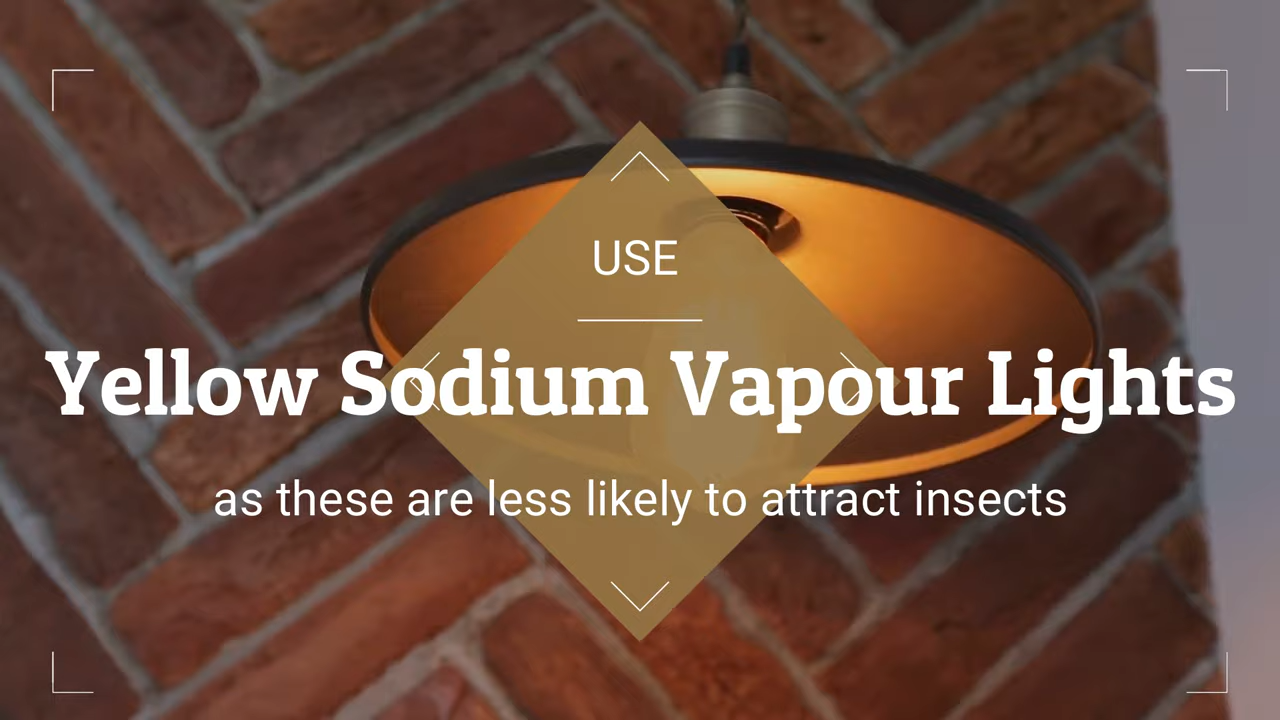 USE
Yellow Sodium Vapour Lights
as these are less likely to attract insects